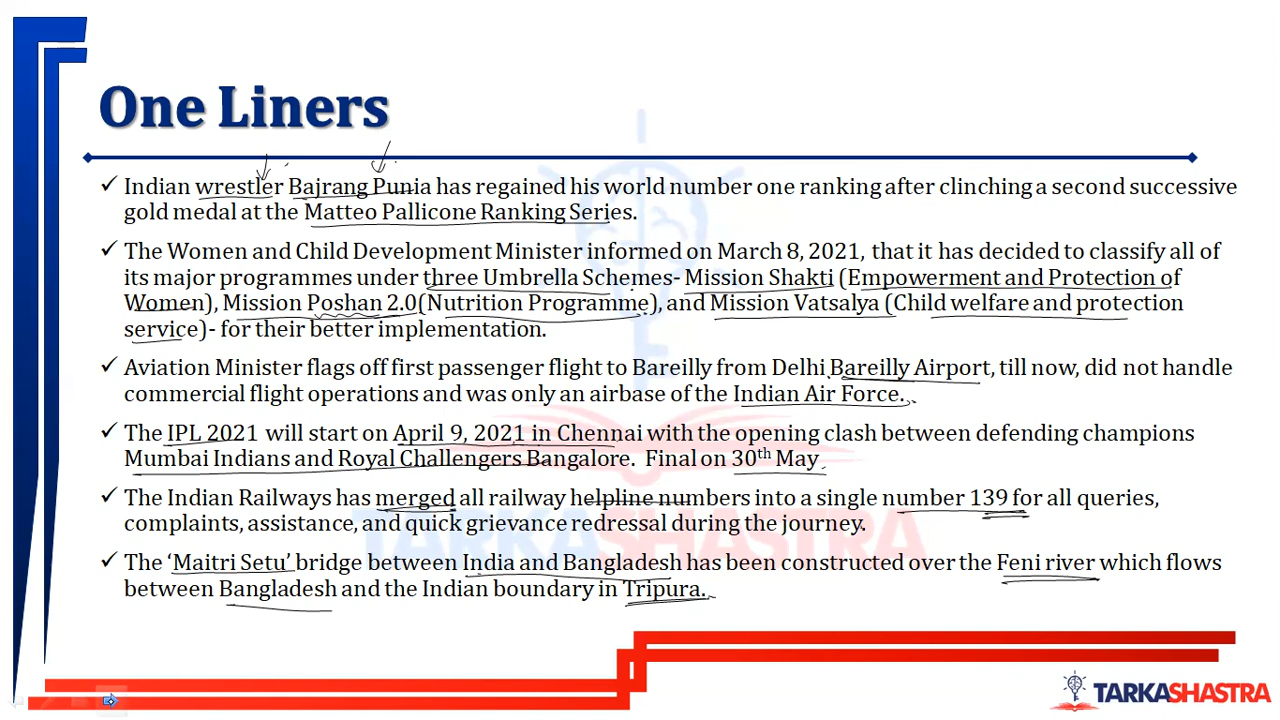 One Liners
✓ Indian wrestler Bajrang Punia has regained his world number one ranking after clinching a second successive
gold medal at the Matteo Pallicone Ranking Series.
✓ The Women and Child Development Minister informed on March 8, 2021, that it has decided to classify all of
its major programmes under three Umbrella Schemes- Mission Shakti (Empowerment and Protection of
Women), Mission Poshan 2.0(Nutrition Programme), and Mission Vatsalya (Child welfare and protection
service)- for their better implementation.
✓ Aviation Minister flags off first passenger flight to Bareilly from Delhi Bareilly Airport, till now, did not handle
commercial flight operations and was only an airbase of the Indian Air Force.
✓ The IPL 2021 will start on April 9, 2021 in Chennai with the opening clash between defending champions
Mumbai Indians and Royal Challengers Bangalore. Final on 30th May
✓ The Indian Railways has merged all railway helpline numbers into a single number 139 for all queries,
complaints, assistance, and quick grievance redressal during the journey.
✓ The ‘Maitri Setu’ bridge between India and Bangladesh has been constructed over the Feni river which flows
between Bangladesh and the Indian boundary in Tripura.
TARKASHASTRA
TARKASHASTRA